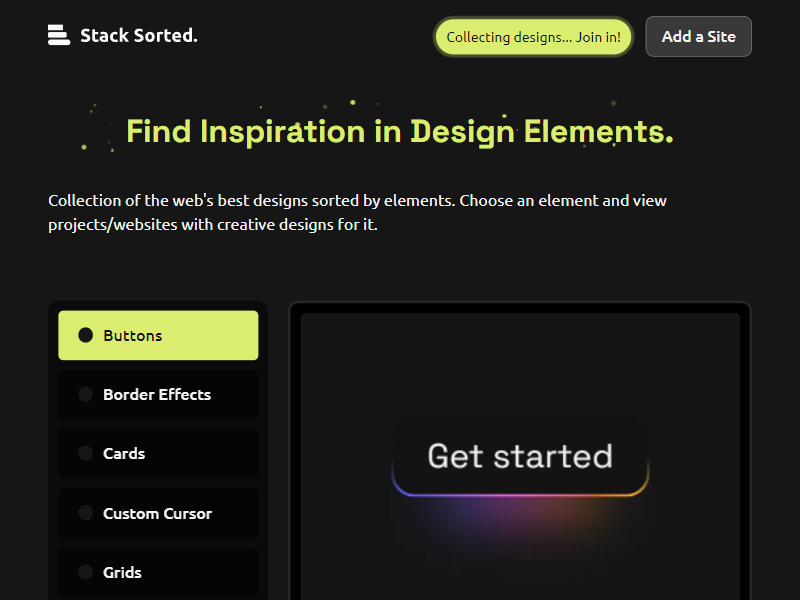 Stack Sorted.
Collecting designs... Join in!
Add a Site
Find Inspiration in Design Elements.
Collection of the web's best designs sorted by elements. Choose an element and view
projects/websites with creative designs for it.
Buttons
Border Effects
Cards
Custom Cursor
Grids
Get started